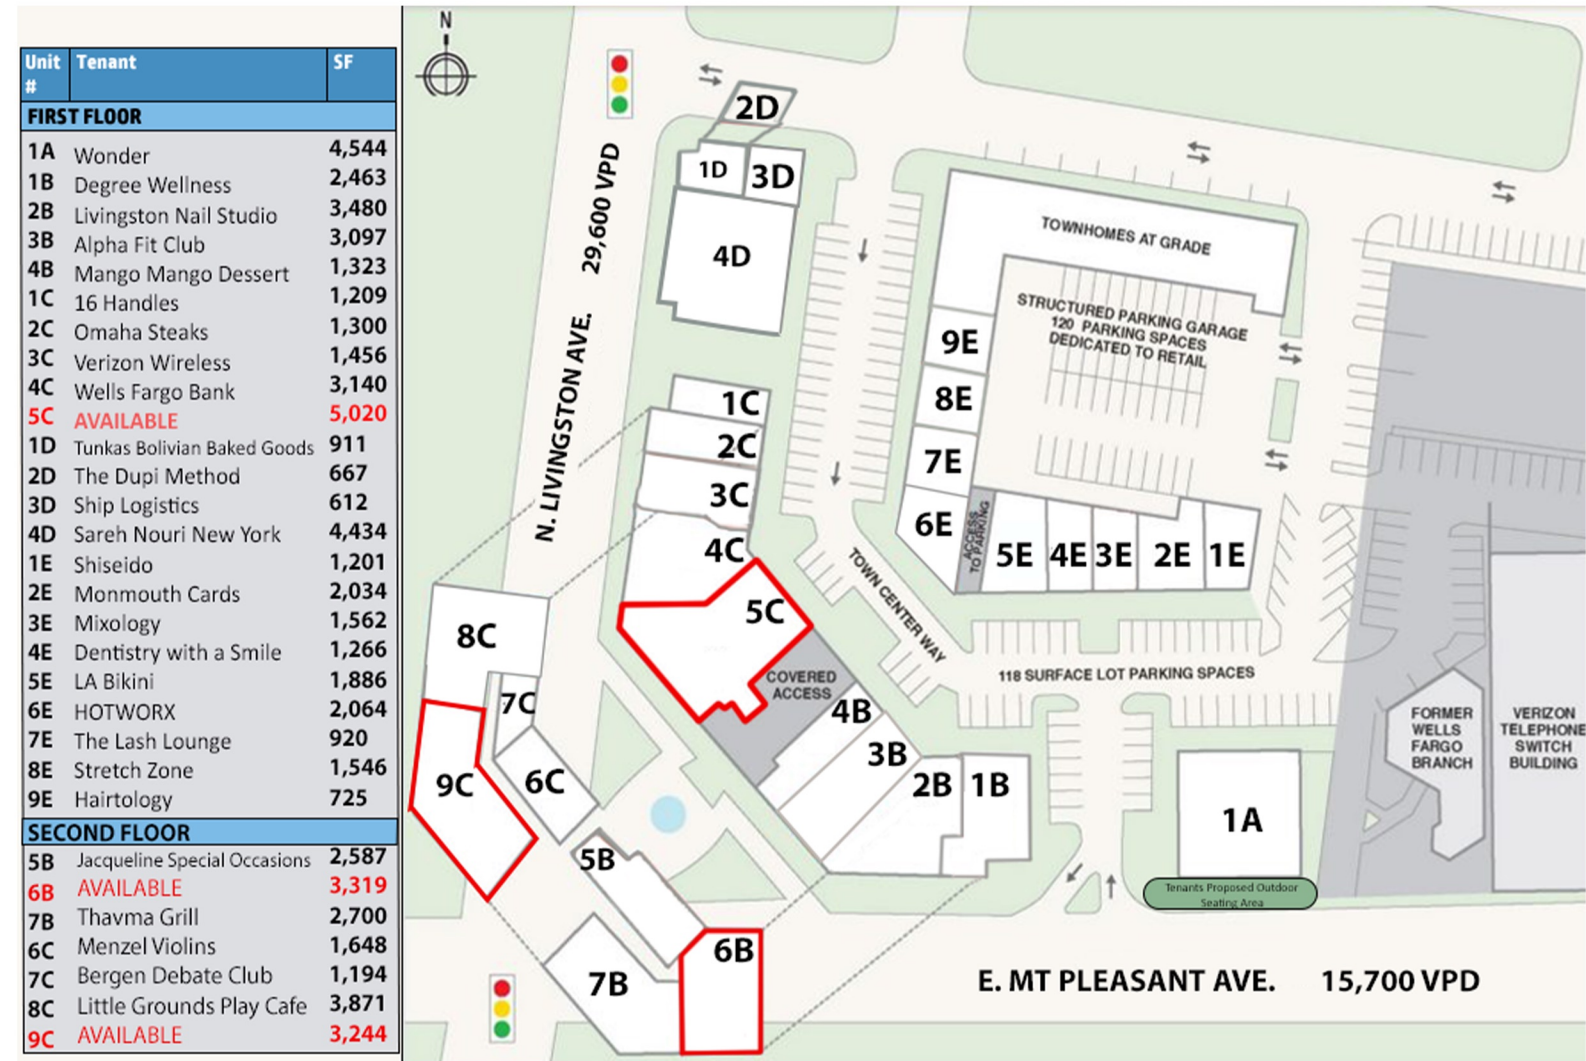 Unit # Tenant SF
FIRST FLOOR
1A Wonder 4,544
1B Degree Wellness 2,463
2B Livingston Nail Studio 3,480
3B Alpha Fit Club 3,097
4B Mango Mango Dessert 1,323
1C 16 Handles 1,209
2C Omaha Steaks 1,300
3C Verizon Wireless 1,456
4C Wells Fargo Bank 3,140
5C AVAILABLE 5,020
1D Tunkas Bolivian Baked Goods 911
2D The Dupi Method 667
3D Ship Logistics 612
4D Sareh Nouri New York 4,434
1E Shiseido 1,201
2E Monmouth Cards 2,034
3E Mixology 1,562
4E Dentistry with a Smile 1,266
5E LA Bikini 1,886
6E HOTWORX 2,064
7E The Lash Lounge 920
8E Stretch Zone 1,546
9E Hairtology 725
SECOND FLOOR
5B Jacqueline Special Occasions 2,587
6B AVAILABLE 3,319
7B Thavma Grill 2,700
6C Menzel Violins 1,648
7C Bergen Debate Club 1,194
8C Little Grounds Play Cafe 3,871
9C AVAILABLE 3,244
N
2D
1D
3D
4D
N. LIVINGSTON AVE. 29,600 VPD
1C
2C
3C
4C
5C
COVERED
ACCESS
4B
3B
2B
1B
8C
7C
9C
6C
5B
6B
7B
TOWNHOMES AT GRADE
STRUCTURED PARKING GARAGE
120 PARKING SPACES
DEDICATED TO RETAIL
9E
8E
7E
6E
ACCESS
TO PARKING
5E
4E
3E
2E
1E
TOWN CENTER WAY
118 SURFACE LOT PARKING SPACES
1A
Tenants Proposed Outdoor
Seating Area
FORMER
WELLS
FARGO
BRANCH
VERIZON
TELEPHONE
SWITCH
BUILDING
E. MT PLEASANT AVE. 15,700 VPD